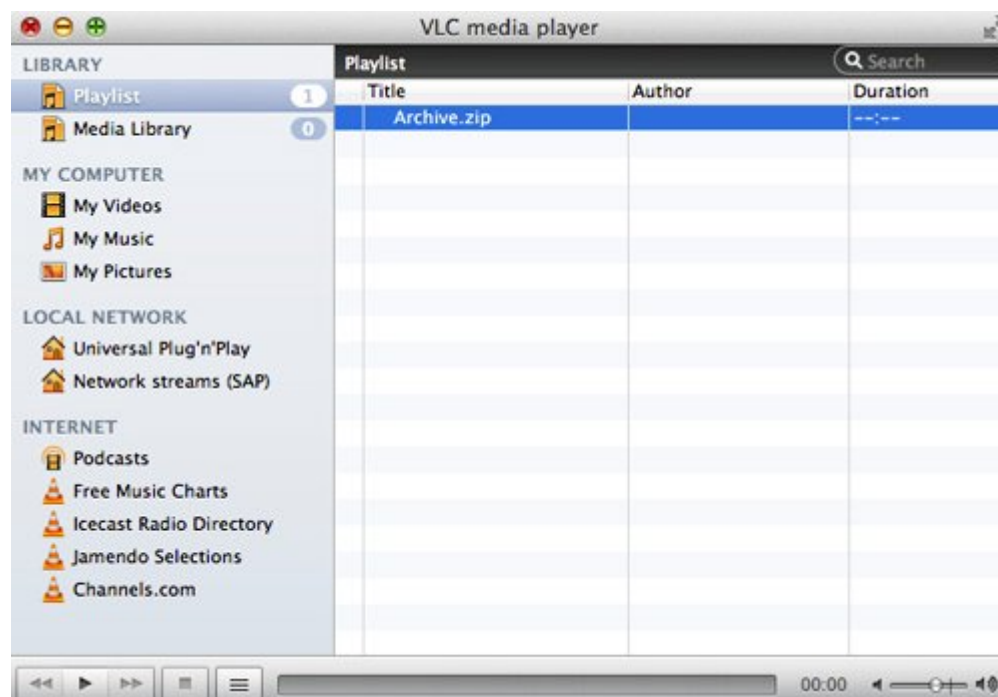 VLC media player
LIBRARY
Playlist 1
Media Library 0
MY COMPUTER
My Videos
My Music
My Pictures
LOCAL NETWORK
Universal Plug'n'Play
Network streams (SAP)
INTERNET
Podcasts
Free Music Charts
Icecast Radio Directory
Jamendo Selections
Channels.com
Playlist Search
Title Author Duration
Archive.zip --:--
00:00